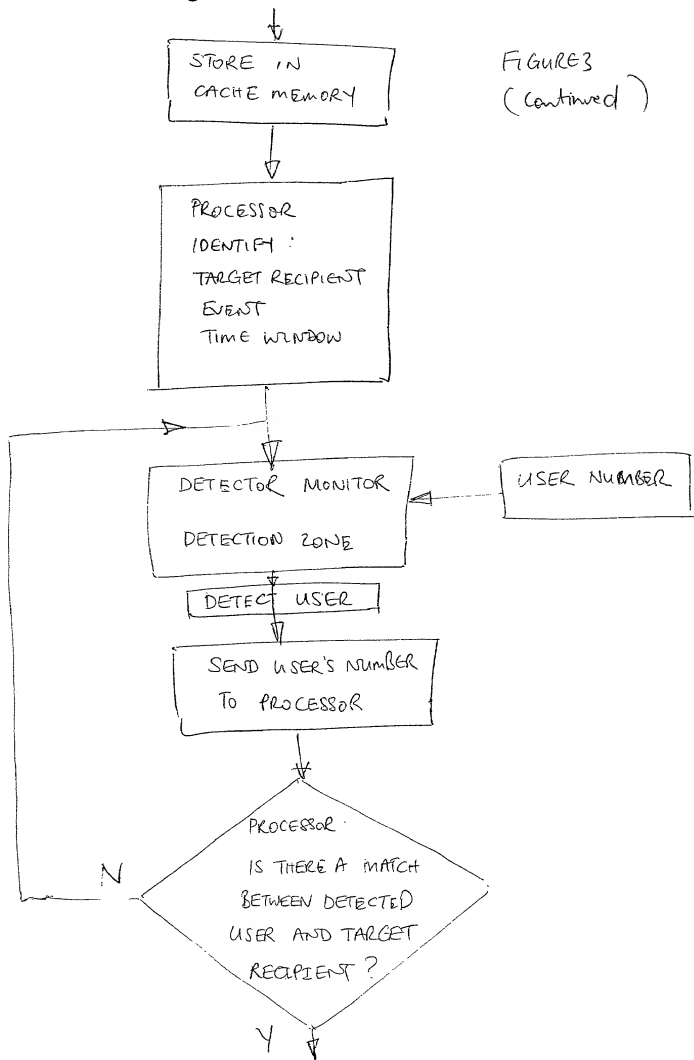 STORE IN
CACHE MEMORY
FIGURE3
(Continued)
PROCESSOR
IDENTIFY :
TARGET RECIPIENT
EVENT
TIME WINDOW
DETECTOR MONITOR
DETECTION ZONE
USER NUMBER
DETECT USER
SEND USER'S NUMBER
TO PROCESSOR
PROCESSOR
IS THERE A MATCH
BETWEEN DETECTED
USER AND TARGET
RECIPIENT?
N
Y